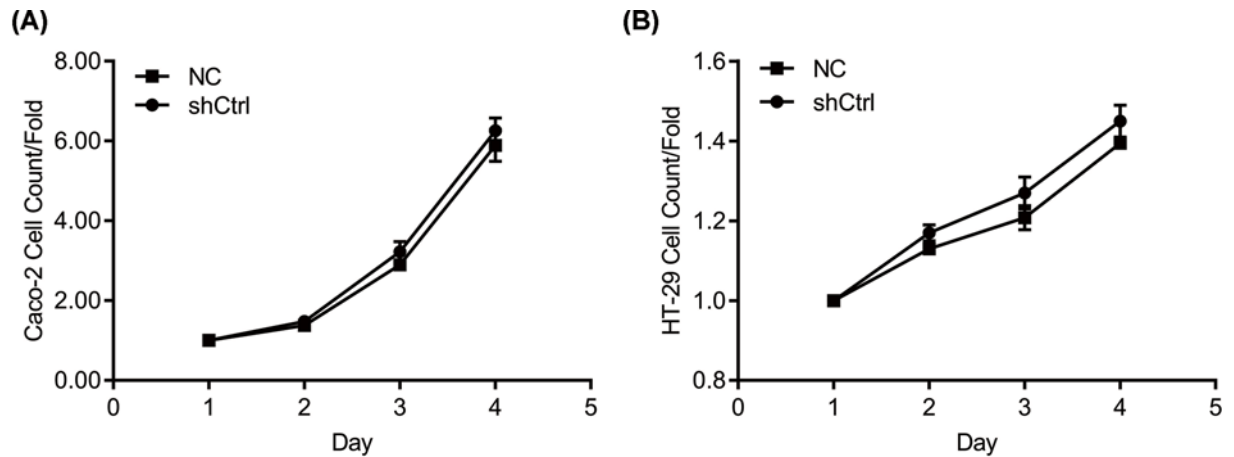 (A)
Caco-2 Cell Count/Fold
8.00
6.00
4.00
2.00
0.00
NC
shCtrl
0 1 2 3 4 5
Day
(B)
HT-29 Cell Count/Fold
1.6
1.4
1.2
1.0
0.8
NC
shCtrl
0 1 2 3 4 5
Day